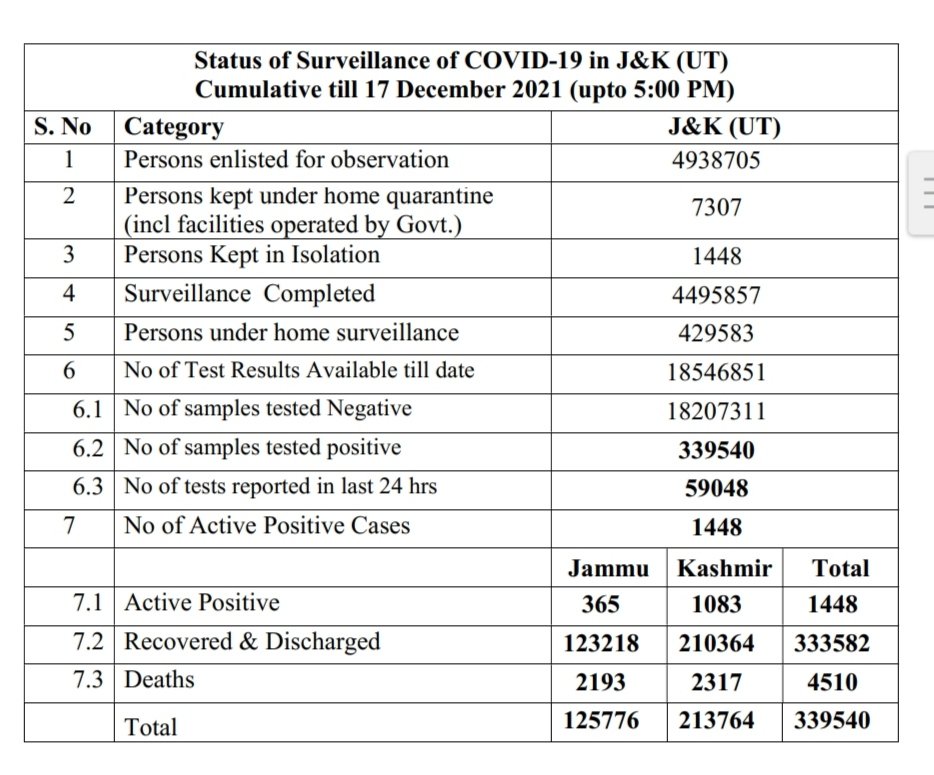 Status of Surveillance of COVID-19 in J&K (UT)
Cumulative till 17 December 2021 (upto 5:00 PM)
S. No Category J&K (UT)
1 Persons enlisted for observation 4938705
2 Persons kept under home quarantine
(incl facilities operated by Govt.) 7307
3 Persons Kept in Isolation 1448
4 Surveillance Completed 4495857
5 Persons under home surveillance 429583
6 No of Test Results Available till date 18546851
6.1 No of samples tested Negative 18207311
6.2 No of samples tested positive 339540
6.3 No of tests reported in last 24 hrs 59048
7 No of Active Positive Cases 1448
Jammu Kashmir Total
7.1 Active Positive 365 1083 1448
7.2 Recovered & Discharged 123218 210364 333582
7.3 Deaths 2193 2317 4510
Total 125776 213764 339540